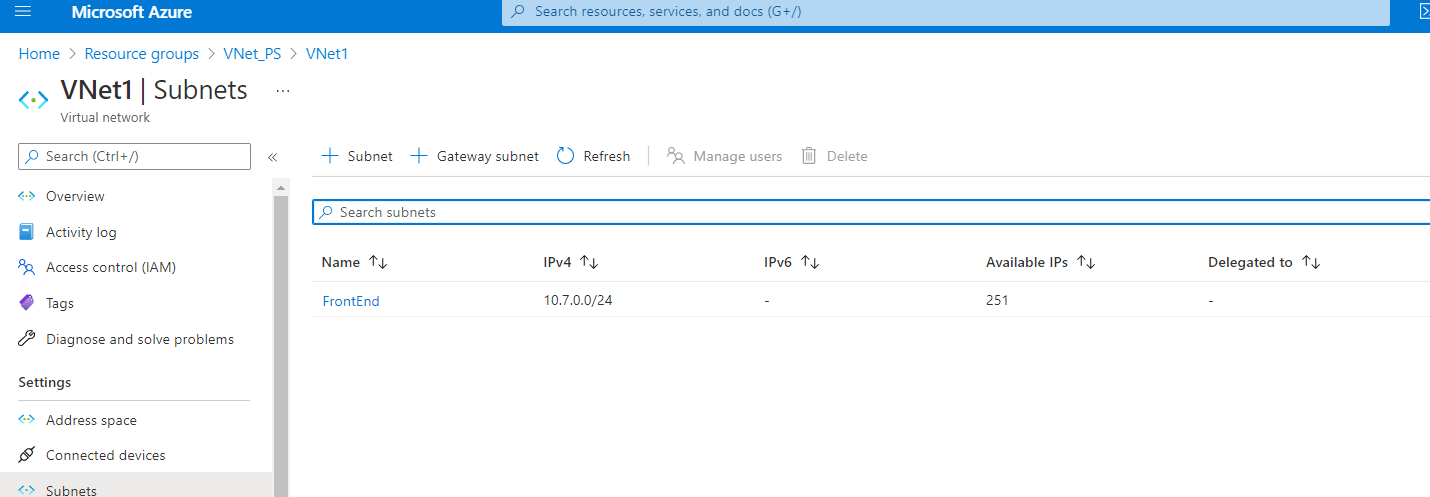 Microsoft Azure
Search resources, services, and docs (G+/)
Home > Resource groups > VNet_PS > VNet1
VNet1 | Subnets ...
Virtual network
Search (Ctrl+/)
«
Subnet
Gateway subnet
Refresh
Manage users
Delete
Overview
Activity log
Access control (IAM)
Tags
Diagnose and solve problems
Settings
Address space
Connected devices
Subnets
Search subnets
Name IPv4 IPv6 Available IPs Delegated to
FrontEnd 10.7.0.0/24 - 251 -